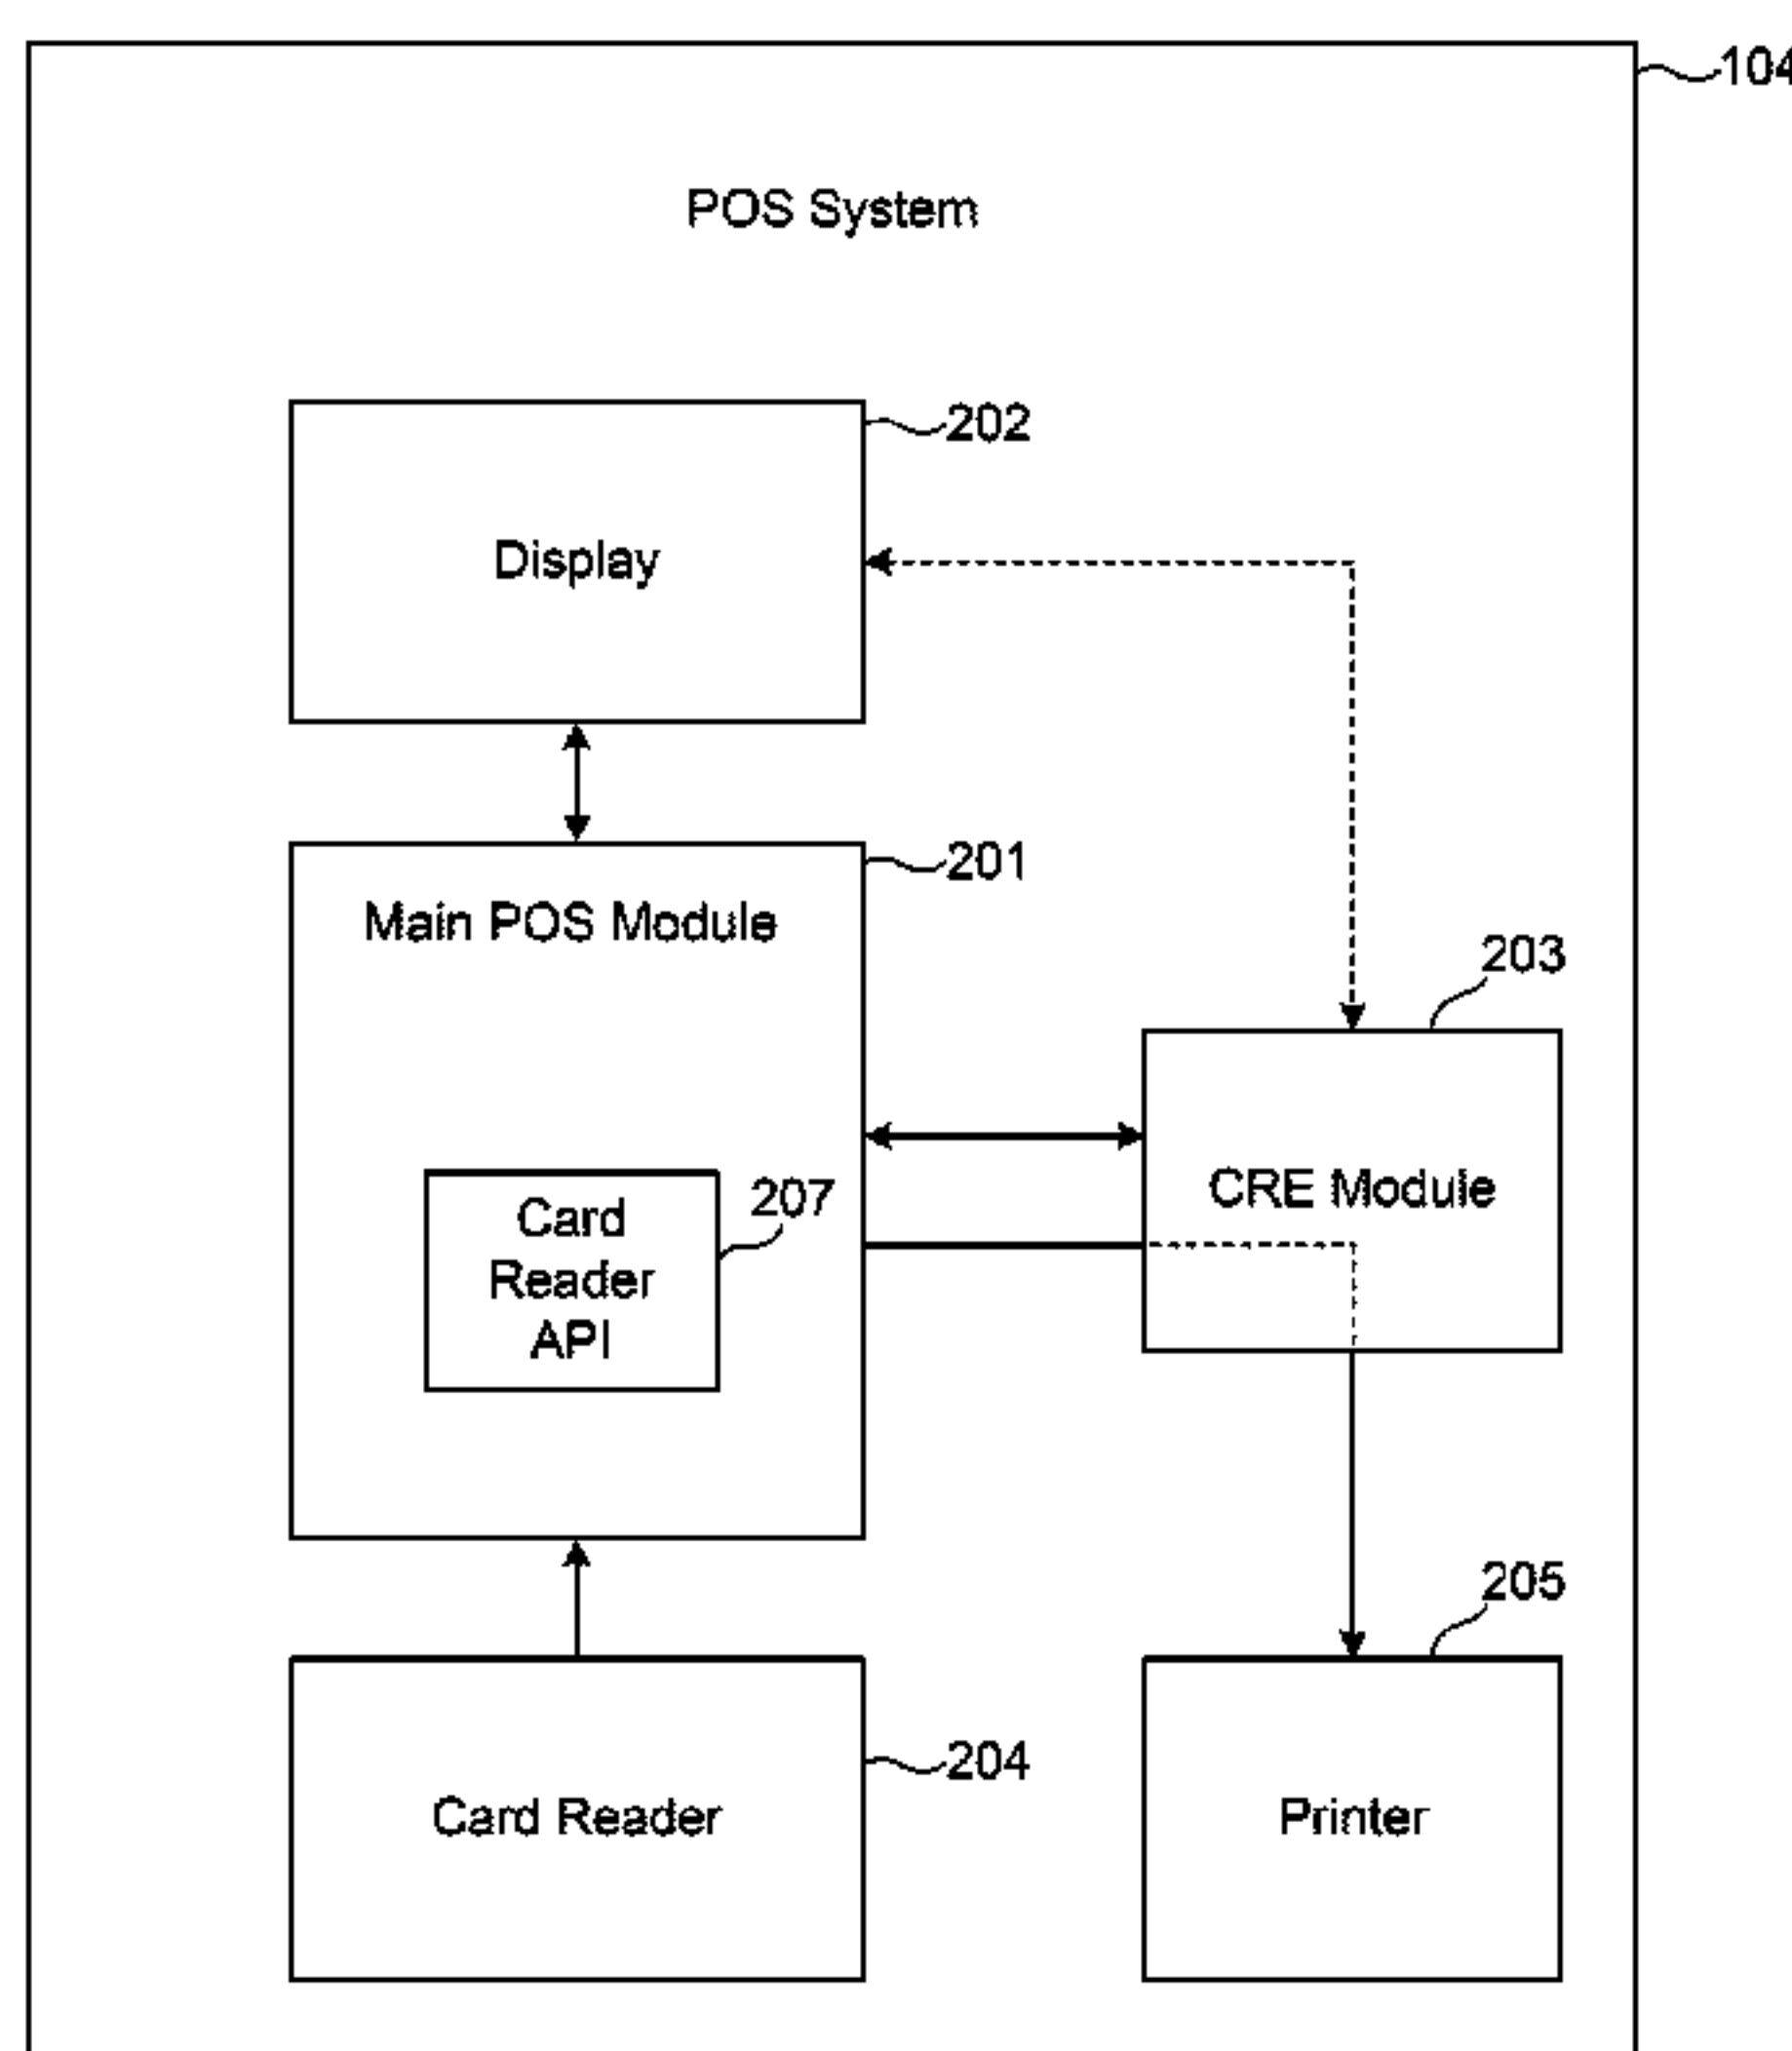 104
POS System
202
Display
201
Main POS Module
203
CRE Module
207
Card
Reader
API
205
204
Card Reader
Printer